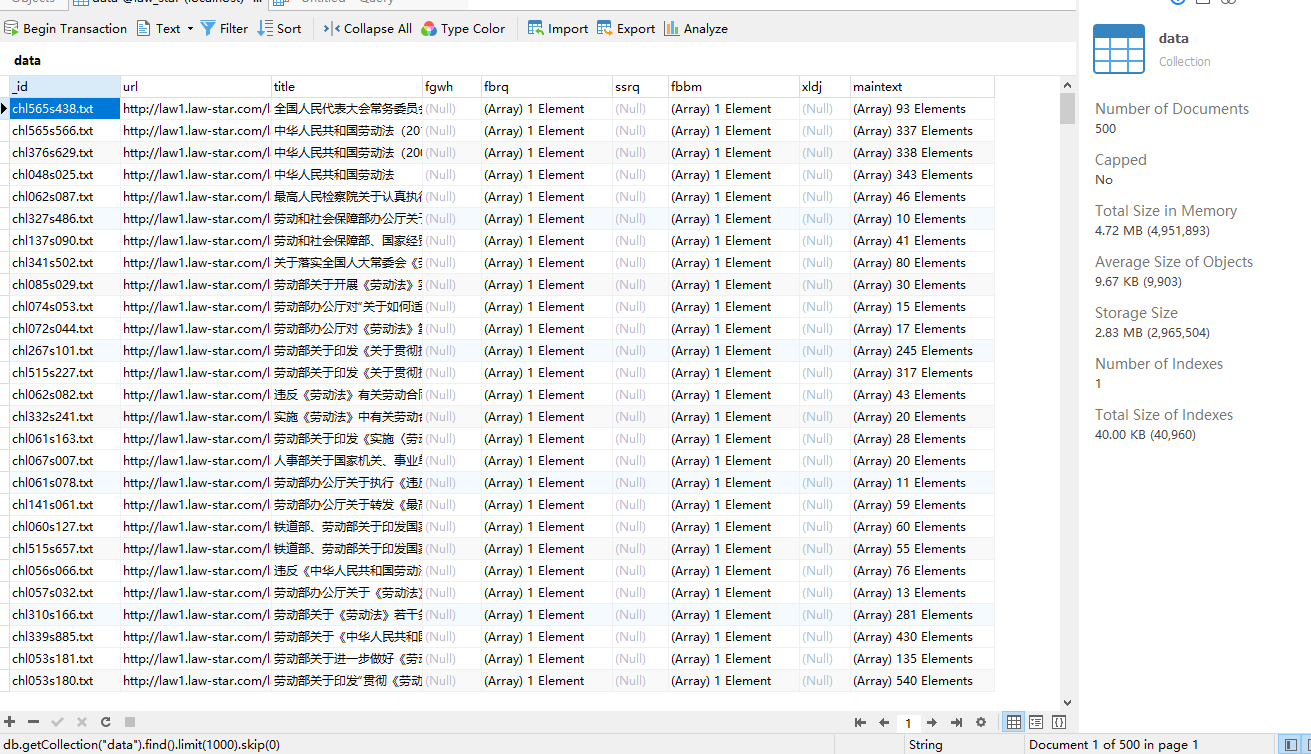 Objects data @law_star (localhost) ... Untitled - Query
Begin Transaction Text Filter Sort Collapse All Type Color Import Export Analyze
data
_id url title fgwh fbrq ssrq fbbm xldj maintext
chl565s438.txt http://law1.law-star.com/l 全国人民代表大会常务委员会 (Null) (Array) 1 Element (Null) (Array) 1 Element (Null) (Array) 93 Elements
chl565s566.txt http://law1.law-star.com/l 中华人民共和国劳动法（201 (Null) (Array) 1 Element (Null) (Array) 1 Element (Null) (Array) 337 Elements
chl376s629.txt http://law1.law-star.com/l 中华人民共和国劳动法（200 (Null) (Array) 1 Element (Null) (Array) 1 Element (Null) (Array) 338 Elements
chl048s025.txt http://law1.law-star.com/l 中华人民共和国劳动法 (Null) (Array) 1 Element (Null) (Array) 1 Element (Null) (Array) 343 Elements
chl062s087.txt http://law1.law-star.com/l 最高人民检察院关于认真执行 (Null) (Array) 1 Element (Null) (Array) 1 Element (Null) (Array) 46 Elements
chl327s486.txt http://law1.law-star.com/l 劳动和社会保障部办公厅关于 (Null) (Array) 1 Element (Null) (Array) 1 Element (Null) (Array) 10 Elements
chl137s090.txt http://law1.law-star.com/l 劳动和社会保障部、国家经贸 (Null) (Array) 1 Element (Null) (Array) 1 Element (Null) (Array) 41 Elements
chl341s502.txt http://law1.law-star.com/l 关于落实全国人大常委会《劳 (Null) (Array) 1 Element (Null) (Array) 1 Element (Null) (Array) 80 Elements
chl085s029.txt http://law1.law-star.com/l 劳动部关于开展《劳动法》实 (Null) (Array) 1 Element (Null) (Array) 1 Element (Null) (Array) 30 Elements
chl074s053.txt http://law1.law-star.com/l 劳动部办公厅对“关于如何适 (Null) (Array) 1 Element (Null) (Array) 1 Element (Null) (Array) 15 Elements
chl072s044.txt http://law1.law-star.com/l 劳动部办公厅对《劳动法》第 (Null) (Array) 1 Element (Null) (Array) 1 Element (Null) (Array) 17 Elements
chl267s101.txt http://law1.law-star.com/l 劳动部关于印发《关于贯彻执 (Null) (Array) 1 Element (Null) (Array) 1 Element (Null) (Array) 245 Elements
chl515s227.txt http://law1.law-star.com/l 劳动部关于印发《关于贯彻执 (Null) (Array) 1 Element (Null) (Array) 1 Element (Null) (Array) 317 Elements
chl062s082.txt http://law1.law-star.com/l 违反《劳动法》有关劳动合同 (Null) (Array) 1 Element (Null) (Array) 1 Element (Null) (Array) 43 Elements
chl332s241.txt http://law1.law-star.com/l 实施《劳动法》中有关劳动合 (Null) (Array) 1 Element (Null) (Array) 1 Element (Null) (Array) 20 Elements
chl061s163.txt http://law1.law-star.com/l 劳动部关于印发《实施〈劳动 (Null) (Array) 1 Element (Null) (Array) 1 Element (Null) (Array) 28 Elements
chl067s007.txt http://law1.law-star.com/l 人事部关于国家机关、事业单 (Null) (Array) 1 Element (Null) (Array) 1 Element (Null) (Array) 20 Elements
chl061s078.txt http://law1.law-star.com/l 劳动部办公厅关于执行《违反 (Null) (Array) 1 Element (Null) (Array) 1 Element (Null) (Array) 11 Elements
chl141s061.txt http://law1.law-star.com/l 劳动部办公厅关于转发《最高 (Null) (Array) 1 Element (Null) (Array) 1 Element (Null) (Array) 59 Elements
chl060s127.txt http://law1.law-star.com/l 铁道部、劳动部关于印发国家 (Null) (Array) 1 Element (Null) (Array) 1 Element (Null) (Array) 60 Elements
chl515s657.txt http://law1.law-star.com/l 铁道部、劳动部关于印发国家 (Null) (Array) 1 Element (Null) (Array) 1 Element (Null) (Array) 55 Elements
chl056s066.txt http://law1.law-star.com/l 违反《中华人民共和国劳动法 (Null) (Array) 1 Element (Null) (Array) 1 Element (Null) (Array) 76 Elements
chl057s032.txt http://law1.law-star.com/l 劳动部办公厅关于《劳动法》 (Null) (Array) 1 Element (Null) (Array) 1 Element (Null) (Array) 13 Elements
chl310s166.txt http://law1.law-star.com/l 劳动部关于《劳动法》若干条 (Null) (Array) 1 Element (Null) (Array) 1 Element (Null) (Array) 281 Elements
chl339s885.txt http://law1.law-star.com/l 劳动部关于《中华人民共和国 (Null) (Array) 1 Element (Null) (Array) 1 Element (Null) (Array) 430 Elements
chl053s181.txt http://law1.law-star.com/l 劳动部关于进一步做好《劳动 (Null) (Array) 1 Element (Null) (Array) 1 Element (Null) (Array) 135 Elements
chl053s180.txt http://law1.law-star.com/l 劳动部关于印发“贯彻《劳动 (Null) (Array) 1 Element (Null) (Array) 1 Element (Null) (Array) 540 Elements
1
db.getCollection("data").find().limit(1000).skip(0) String Document 1 of 500 in page 1
data
Collection
Number of Documents
500
Capped
No
Total Size in Memory
4.72 MB (4,951,893)
Average Size of Objects
9.67 KB (9,903)
Storage Size
2.83 MB (2,965,504)
Number of Indexes
1
Total Size of Indexes
40.00 KB (40,960)